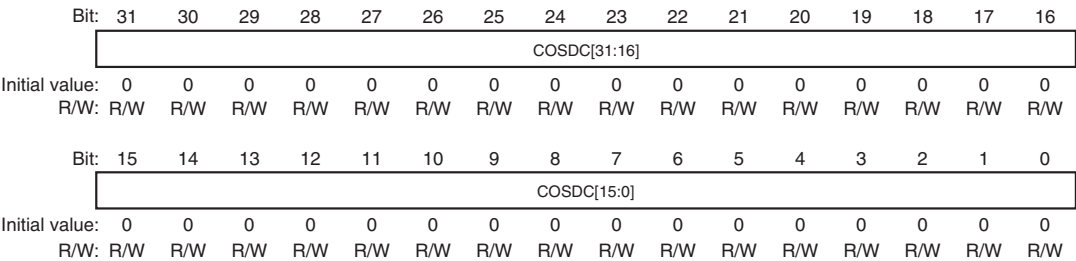 Bit: 31 30 29 28 27 26 25 24 23 22 21 20 19 18 17 16
COSDC[31:16]
Initial value: 0 0 0 0 0 0 0 0 0 0 0 0 0 0 0 0
R/W: R/W R/W R/W R/W R/W R/W R/W R/W R/W R/W R/W R/W R/W R/W R/W R/W
Bit: 15 14 13 12 11 10 9 8 7 6 5 4 3 2 1 0
COSDC[15:0]
Initial value: 0 0 0 0 0 0 0 0 0 0 0 0 0 0 0 0
R/W: R/W R/W R/W R/W R/W R/W R/W R/W R/W R/W R/W R/W R/W R/W R/W R/W